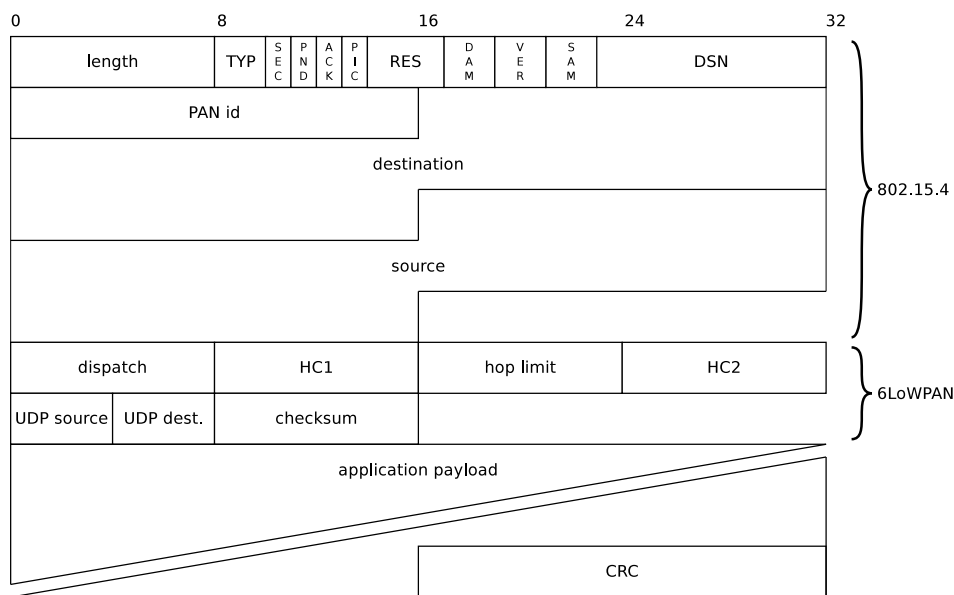 0 8 16 24 32
length TYP SEC PND ACK PIC RES DAM VER SAM DSN
PAN id
destination
802.15.4
source
dispatch HC1 hop limit HC2
6LoWPAN
UDP source UDP dest. checksum
application payload
CRC